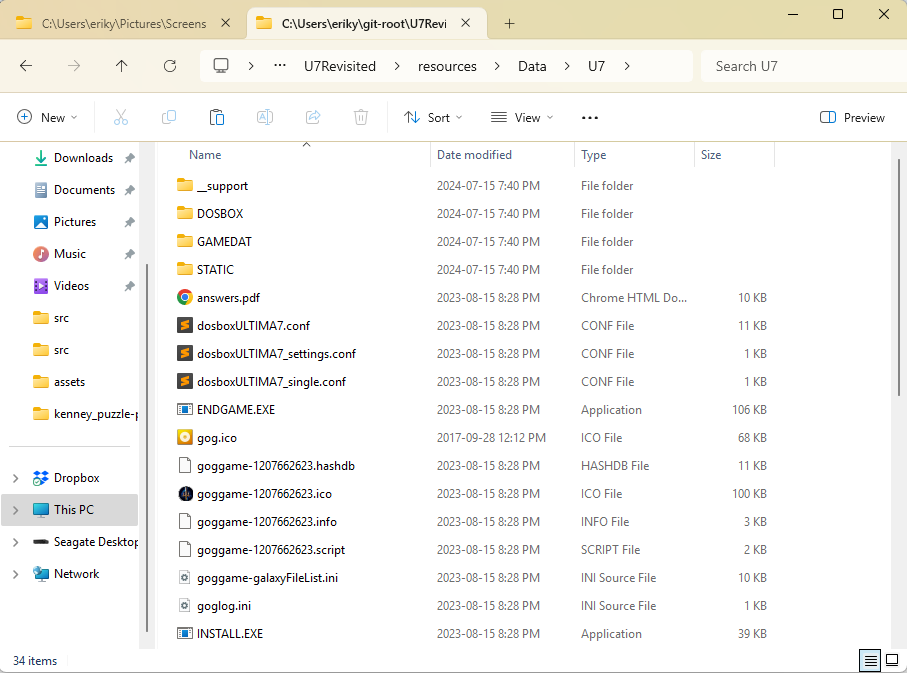 C:\Users\eriky\Pictures\Screens
C:\Users\eriky\git-root\U7Revi
U7Revisited > resources > Data > U7 >
Search U7
New
Sort
View
Preview
Downloads
Documents
Pictures
Music
Videos
src
src
assets
kenney_puzzle-p
Dropbox
This PC
Seagate Desktop
Network
Name Date modified Type Size
__support 2024-07-15 7:40 PM File folder
DOSBOX 2024-07-15 7:40 PM File folder
GAMEDAT 2024-07-15 7:40 PM File folder
STATIC 2024-07-15 7:40 PM File folder
answers.pdf 2023-08-15 8:28 PM Chrome HTML Do... 10 KB
dosboxULTIMA7.conf 2023-08-15 8:28 PM CONF File 11 KB
dosboxULTIMA7_settings.conf 2023-08-15 8:28 PM CONF File 1 KB
dosboxULTIMA7_single.conf 2023-08-15 8:28 PM CONF File 1 KB
ENDGAME.EXE 2023-08-15 8:28 PM Application 106 KB
gog.ico 2017-09-28 12:12 PM ICO File 68 KB
goggame-1207662623.hashdb 2023-08-15 8:28 PM HASHDB File 11 KB
goggame-1207662623.ico 2023-08-15 8:28 PM ICO File 100 KB
goggame-1207662623.info 2023-08-15 8:28 PM INFO File 3 KB
goggame-1207662623.script 2023-08-15 8:28 PM SCRIPT File 2 KB
goggame-galaxyFileList.ini 2023-08-15 8:28 PM INI Source File 10 KB
goglog.ini 2023-08-15 8:28 PM INI Source File 1 KB
INSTALL.EXE 2023-08-15 8:28 PM Application 39 KB
34 items